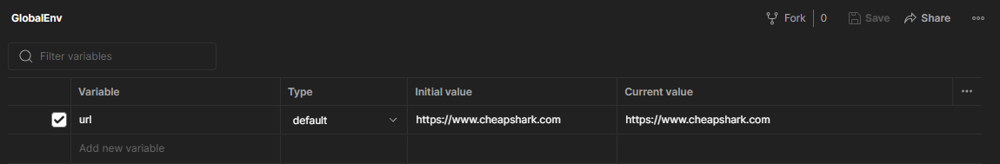 GlobalEnv Fork 0 Save Share
Filter variables
Variable Type Initial value Current value
url default https://www.cheapshark.com https://www.cheapshark.com
Add new variable